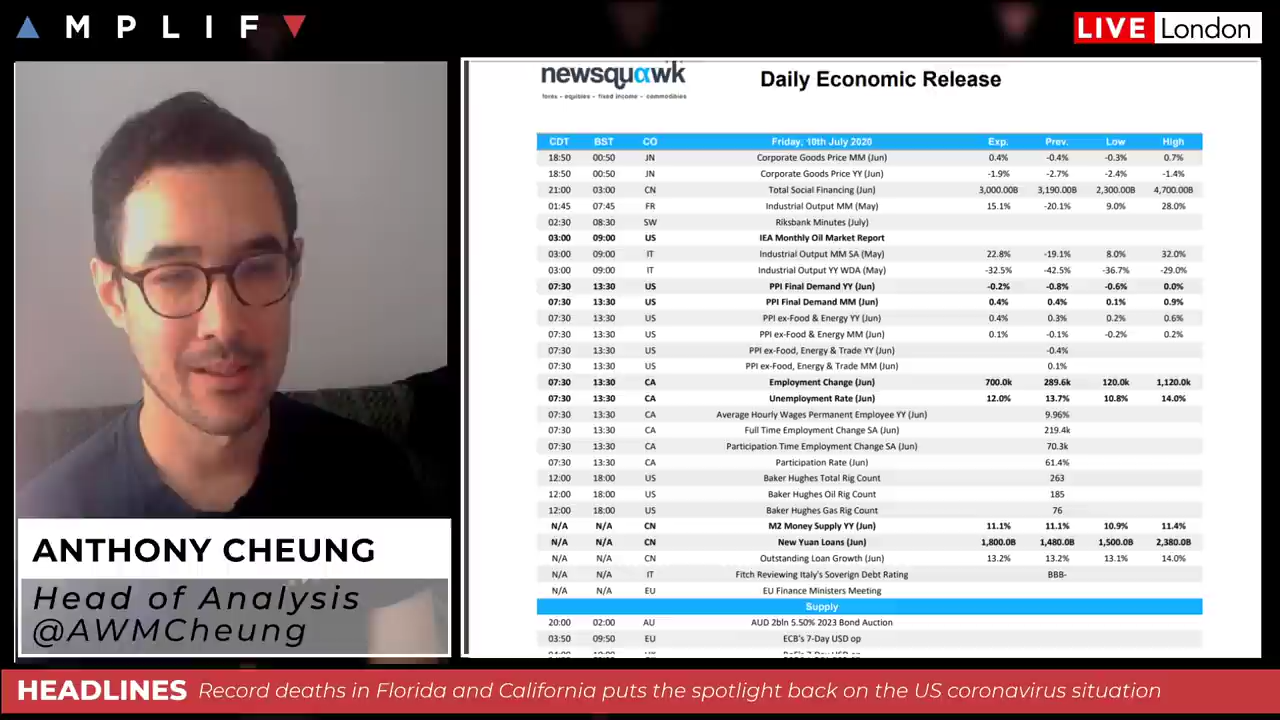 AMPLIFY
LIVE London
newsquawk
forex - equities - fixed income - commodities
Daily Economic Release
CDT BST CO Friday, 10th July 2020 Exp. Prev. Low High
18:50 00:50 JN Corporate Goods Price MM (Jun) 0.4% -0.4% -0.3% 0.7%
18:50 00:50 JN Corporate Goods Price YY (Jun) -1.9% -2.7% -2.4% -1.4%
21:00 03:00 CN Total Social Financing (Jun) 3,000.00B 3,190.00B 2,300.00B 4,700.00B
01:45 07:45 FR Industrial Output MM (May) 15.1% -20.1% 9.0% 28.0%
02:30 08:30 SW Riksbank Minutes (July)
03:00 09:00 US IEA Monthly Oil Market Report
03:00 09:00 IT Industrial Output MM SA (May) 22.8% -19.1% 8.0% 32.0%
03:00 09:00 IT Industrial Output YY WDA (May) -32.5% -42.5% -36.7% -29.0%
07:30 13:30 US PPI Final Demand YY (Jun) -0.2% -0.8% -0.6% 0.0%
07:30 13:30 US PPI Final Demand MM (Jun) 0.4% 0.4% 0.1% 0.9%
07:30 13:30 US PPI ex-Food & Energy YY (Jun) 0.4% 0.3% 0.2% 0.6%
07:30 13:30 US PPI ex-Food & Energy MM (Jun) 0.1% -0.1% -0.2% 0.2%
07:30 13:30 US PPI ex-Food, Energy & Trade YY (Jun) -0.4%
07:30 13:30 US PPI ex-Food, Energy & Trade MM (Jun) 0.1%
07:30 13:30 CA Employment Change (Jun) 700.0k 289.6k 120.0k 1,120.0k
07:30 13:30 CA Unemployment Rate (Jun) 12.0% 13.7% 10.8% 14.0%
07:30 13:30 CA Average Hourly Wages Permanent Employee YY (Jun) 9.96%
07:30 13:30 CA Full Time Employment Change SA (Jun) 219.4k
07:30 13:30 CA Participation Time Employment Change SA (Jun) 70.3k
07:30 13:30 CA Participation Rate (Jun) 61.4%
12:00 18:00 US Baker Hughes Total Rig Count 263
12:00 18:00 US Baker Hughes Oil Rig Count 185
12:00 18:00 US Baker Hughes Gas Rig Count 76
N/A N/A CN M2 Money Supply YY (Jun) 11.1% 11.1% 10.9% 11.4%
N/A N/A CN New Yuan Loans (Jun) 1,800.0B 1,480.0B 1,500.0B 2,380.0B
N/A N/A CN Outstanding Loan Growth (Jun) 13.2% 13.2% 13.1% 14.0%
N/A N/A IT Fitch Reviewing Italy's Soverign Debt Rating BBB-
N/A N/A EU EU Finance Ministers Meeting
Supply
20:00 02:00 AU AUD 2bln 5.50% 2023 Bond Auction
03:50 09:50 EU ECB's 7-Day USD op
ANTHONY CHEUNG
Head of Analysis
@AWMCheung
HEADLINES Record deaths in Florida and California puts the spotlight back on the US coronavirus situation